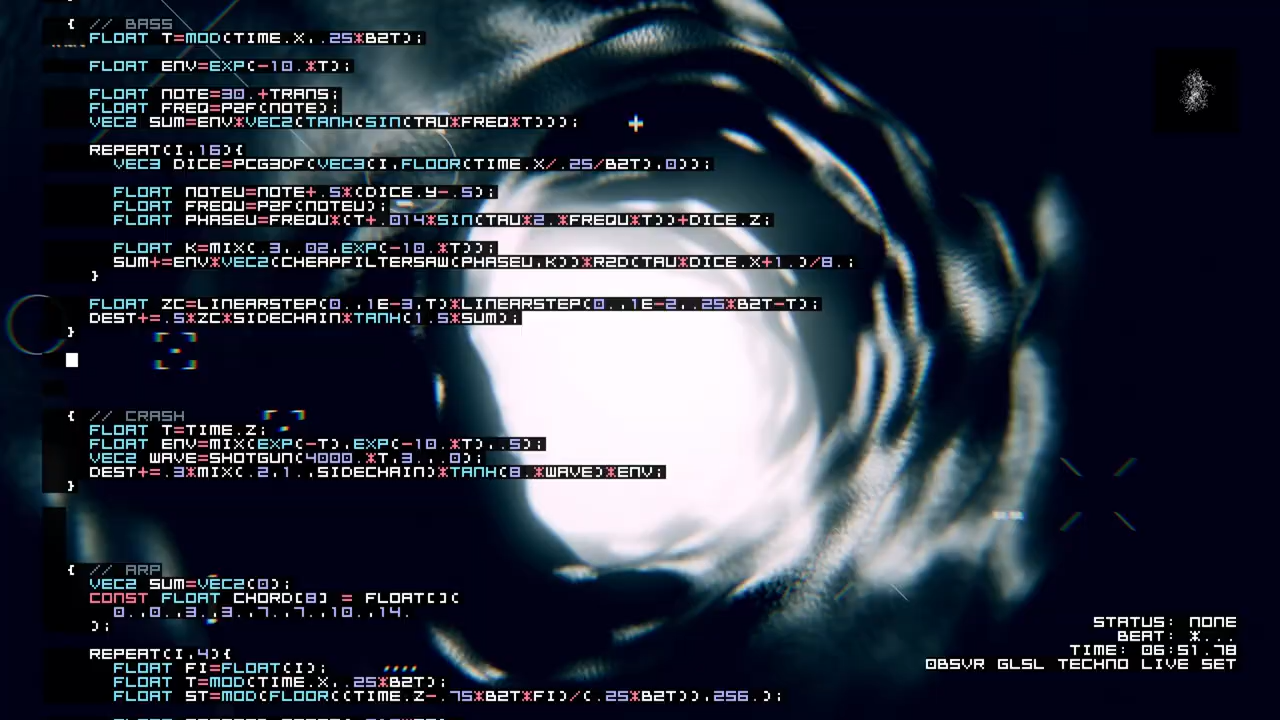 { // BASS
FLOAT T=MOD(TIME.X,.25*B2T);
FLOAT ENV=EXP(-10.*T);
FLOAT NOTE=30.+TRANS;
FLOAT FREQ=P2F(NOTE);
VEC2 SUM=ENV*VEC2(TANH(SIN(TAU*FREQ*T)));
REPEAT(I,16){
VEC3 DICE=PCG3DF(VEC3(I,FLOOR(TIME.X/.25/B2T),0));
FLOAT NOTEU=NOTE+.5*(DICE.Y-.5);
FLOAT FREQU=P2F(NOTEU);
FLOAT PHASEU=FREQU*(T+.014*SIN(TAU*2.*FREQU*T))+DICE.Z;
FLOAT K=MIX(.3,.02,EXP(-10.*T));
SUM+=ENV*VEC2(CHEAPFILTERSAW(PHASEU,K))*R2D(TAU*DICE.X+1.)/8.;
}
FLOAT ZC=LINEARSTEP(0.,1E-3,T)*LINEARSTEP(0.,1E-2,.25*B2T-T);
DEST+=.5*ZC*SIDECHAIN*TANH(1.5*SUM);
}
{ // CRASH
FLOAT T=TIME.Z;
FLOAT ENV=MIX(EXP(-T),EXP(-10.*T),.5);
VEC2 WAVE=SHOTGUN(4000.*T,3.,.0);
DEST+=.3*MIX(.2,1.,SIDECHAIN)*TANH(8.*WAVE)*ENV;
}
{ // ARP
VEC2 SUM=VEC2(0);
CONST FLOAT CHORD[8] = FLOAT[](
0.,0.,3.,3.,7.,7.,10.,14.
);
REPEAT(I,4){
FLOAT FI=FLOAT(I);
FLOAT T=MOD(TIME.X,.25*B2T);
FLOAT ST=MOD(FLOOR((TIME.Z-.75*B2T*FI)/(.25*B2T)),256.);
STATUS: NONE
BEAT: *...
TIME: 06:51.78
0B5VR GLSL TECHNO LIVE SET